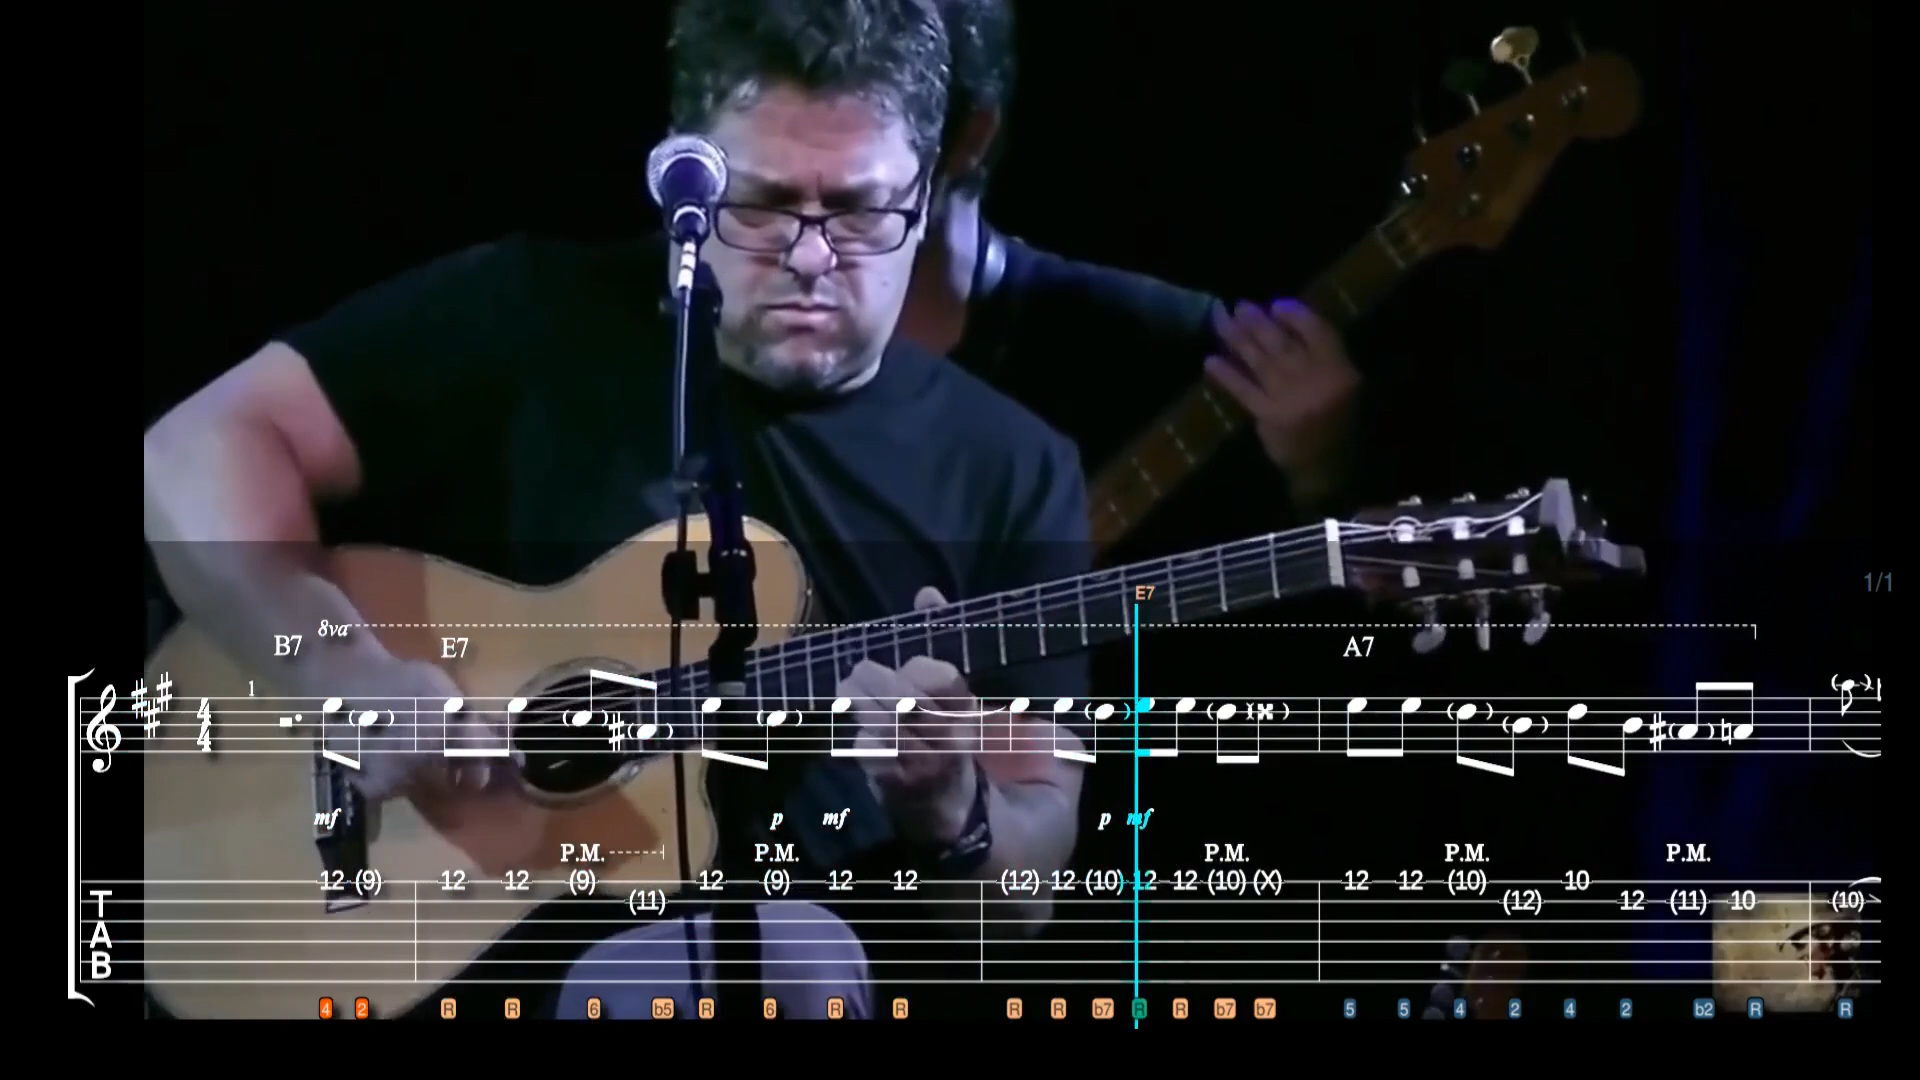 E7
1/1
8va
B7 E7 A7
1
4
4
mf p mf p mf
P.M. P.M. P.M. P.M. P.M.
12 (9) 12 12 (9) 12 (9) 12 12 (12) 12 (10) 12 12 (10) (X) 12 12 (10) 10
(11) (12) 12 (11) 10 (10)
T
A
B
4 2 R R 6 b5 R 6 R R R R b7 R R b7 b7 5 5 4 2 4 2 b2 R R